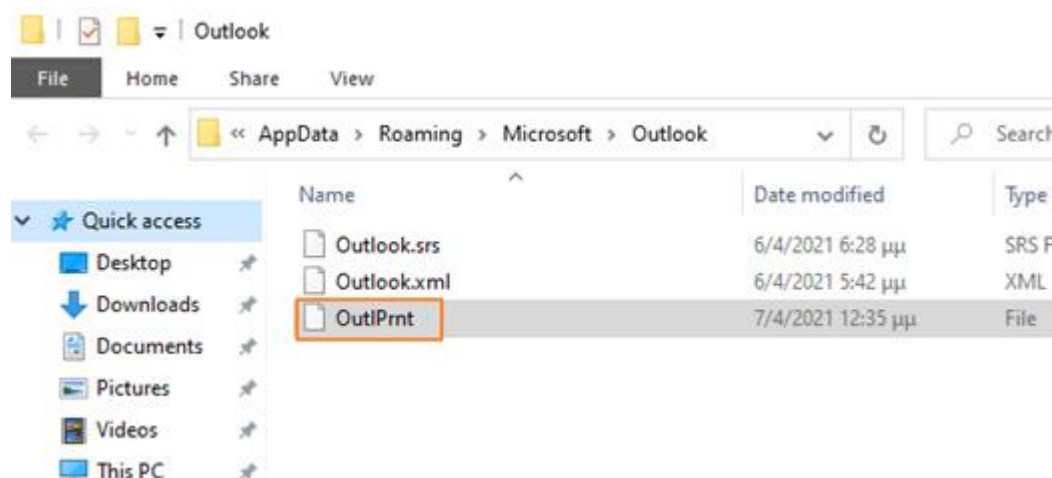 Outlook
File Home Share View
« AppData > Roaming > Microsoft > Outlook Search
Name Date modified Type
Quick access
Outlook.srs 6/4/2021 6:28 μμ SRS F
Desktop
Outlook.xml 6/4/2021 5:42 μμ XML
Downloads
OutlPrnt 7/4/2021 12:35 μμ File
Documents
Pictures
Videos
This PC